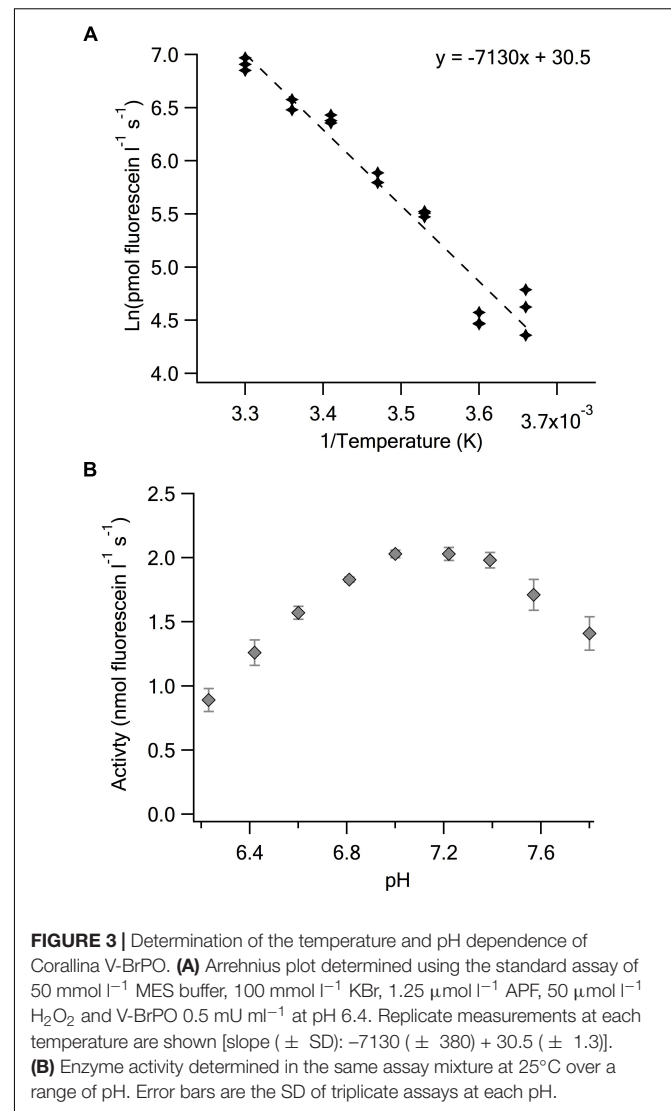 A
7.0
6.5
6.0
5.5
5.0
4.5
4.0
Ln(pmol fluorescein l⁻¹ s⁻¹)
y = -7130x + 30.5
3.3 3.4 3.5 3.6 3.7x10⁻³
1/Temperature (K)
B
2.5
2.0
1.5
1.0
0.5
0.0
Activty (nmol fluorescein l⁻¹ s⁻¹)
6.4 6.8 7.2 7.6
pH
FIGURE 3 | Determination of the temperature and pH dependence of
Corallina V-BrPO. (A) Arrehnius plot determined using the standard assay of
50 mmol l⁻¹ MES buffer, 100 mmol l⁻¹ KBr, 1.25 μmol l⁻¹ APF, 50 μmol l⁻¹
H₂O₂ and V-BrPO 0.5 mU ml⁻¹ at pH 6.4. Replicate measurements at each
temperature are shown [slope ( ± SD): –7130 ( ± 380) + 30.5 ( ± 1.3)].
(B) Enzyme activity determined in the same assay mixture at 25°C over a
range of pH. Error bars are the SD of triplicate assays at each pH.